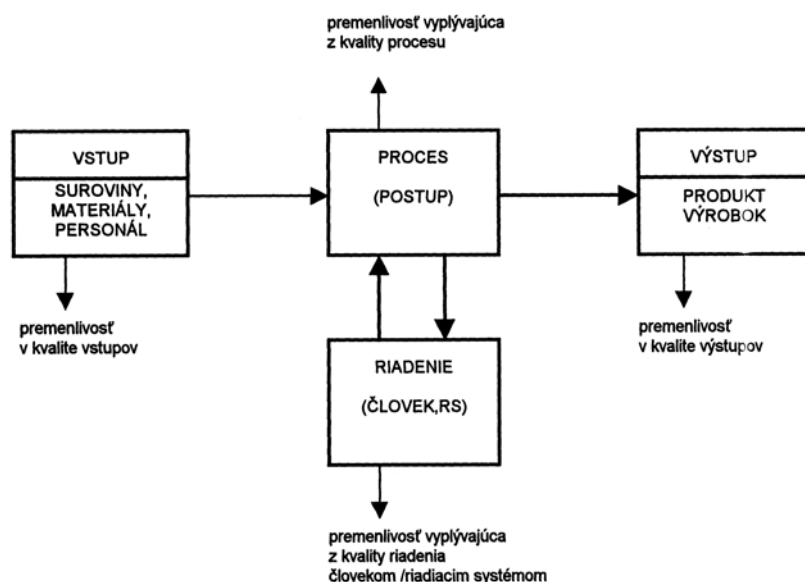 premenlivosť vyplývajúca
z kvality procesu
VSTUP
SUROVINY,
MATERIÁLY,
PERSONÁL
PROCES
(POSTUP)
VÝSTUP
PRODUKT
VÝROBOK
premenlivosť
v kvalite vstupov
RIADENIE
(ČLOVEK,RS)
premenlivosť
v kvalite výstupov
premenlivosť vyplývajúca
z kvality riadenia
človekom /riadiacim systémom